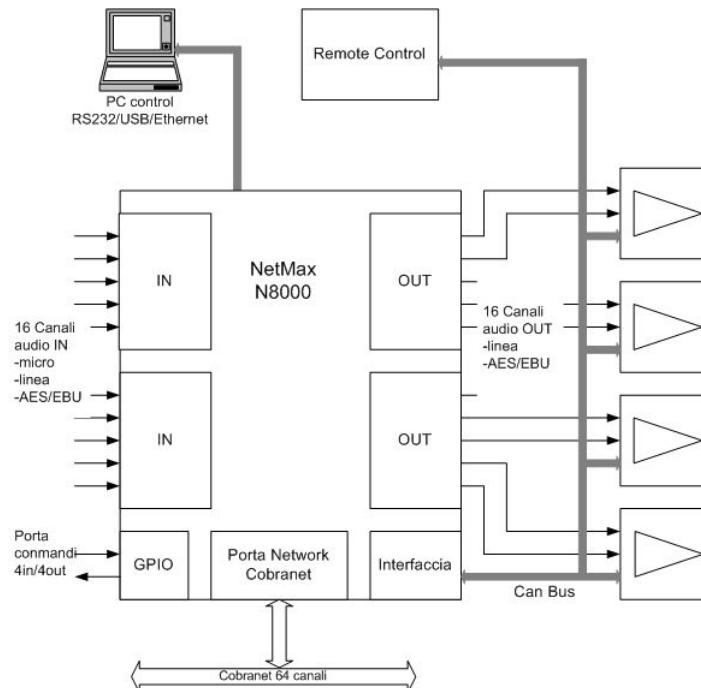 PC control
RS232/USB/Ethernet
Remote Control
NetMax
N8000
IN
OUT
16 Canali
audio IN
-micro
-linea
-AES/EBU
16 Canali
audio OUT
-linea
-AES/EBU
IN
OUT
Porta
conmandi
4in/4out
GPIO
Porta Network
Cobranet
Interfaccia
Can Bus
Cobranet 64 canali